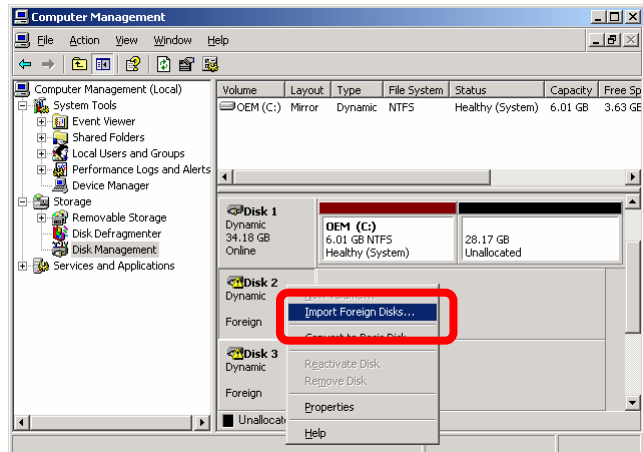 Computer Management
File Action View Window Help
Computer Management (Local)
System Tools
Event Viewer
Shared Folders
Local Users and Groups
Performance Logs and Alerts
Device Manager
Storage
Removable Storage
Disk Defragmenter
Disk Management
Services and Applications
Volume Layout Type File System Status Capacity Free Sp
OEM (C:) Mirror Dynamic NTFS Healthy (System) 6.01 GB 3.63 GB
Disk 1
Dynamic
34.18 GB
Online
OEM (C:)
6.01 GB NTFS
Healthy (System)
28.17 GB
Unallocated
Disk 2
Dynamic
Foreign
Disk 3
Dynamic
Foreign
Import Foreign Disks...
Convert to Basic Disk
Reactivate Disk
Remove Disk
Properties
Help
Unallocat